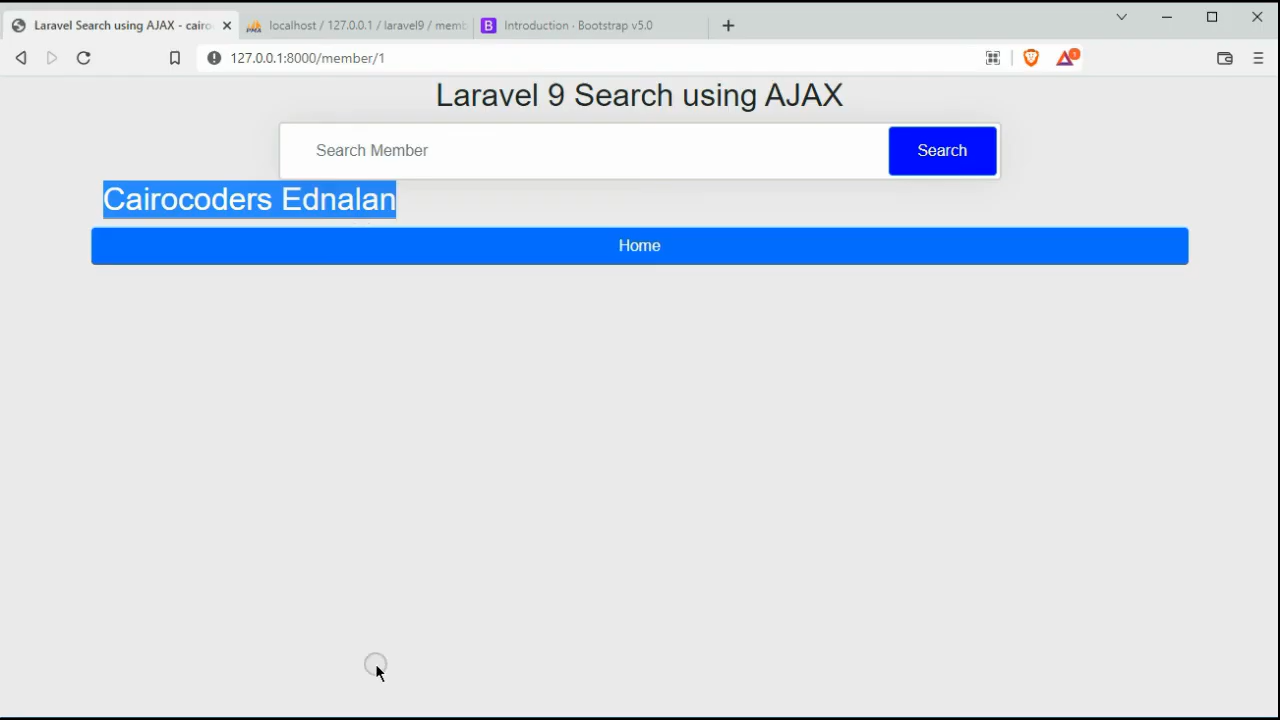 Laravel Search using AJAX - cairo
localhost / 127.0.0.1 / laravel9 / memb
B
Introduction · Bootstrap v5.0
127.0.0.1:8000/member/1
1
Laravel 9 Search using AJAX
Search Member
Search
Cairocoders Ednalan
Home